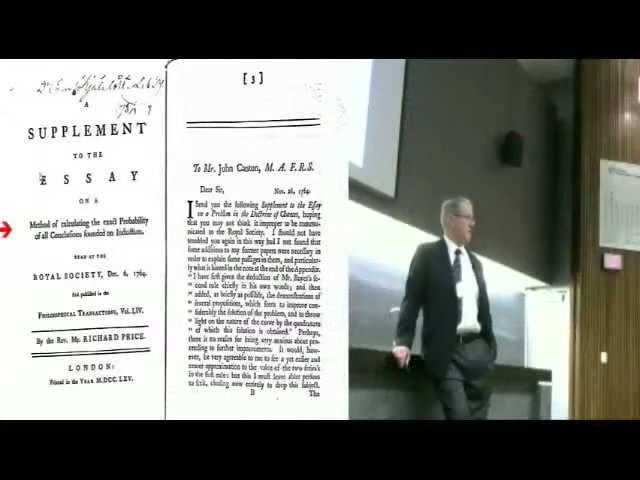 A
SUPPLEMENT
TO THE
ESSAY
ON A
Method of calculating the exact Probability
of all Conclusions founded on Induction.
READ AT THE
ROYAL SOCIETY, Dec. 6, 1764.
And published in the
PHILOSOPHICAL TRANSACTIONS, Vol. LIV.
By the Rev. Mr. RICHARD PRICE.
LONDON:
Printed in the YEAR M.DCC.LXV.
[ 3 ]
To Mr. John Canton, M. A. F. R. S.
Dear Sir, Nov. 26, 1764.
I Send you the following Supplement to the Essay
on a Problem in the Doctrine of Chances, hoping
that you may not think it improper to be commu-
nicated to the Royal Society. I should not have
troubled you again in this way had I not found that
some additions to my former papers were necessary in
order to explain some passages in them, and particular-
ly what is hinted in the note at the end of the Appendix.
I have first given the deduction of Mr. Bayes's se-
cond rule chiefly in his own words; and then
added, as briefly as possible, the demonstrations of
several propositions, which seem to improve con-
siderably the solution of the problem, and to throw
light on the nature of the curve by the quadrature
of which this solution is obtained. Perhaps,
there is no reason for being very anxious about pro-
ceeding to further improvements. It would, how-
ever, be very agreeable to me to see a yet easier and
nearer approximation to the value of the two series's
in the first rule: but this I must leave abler persons
to seek, chusing now entirely to drop this subject.
B The